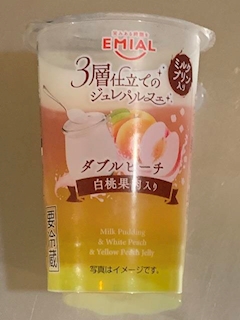 EMIAL
3層仕立ての
ジュレパルフェ
ミルク
プリン
入り
ダブルピーチ
白桃果肉入り
要冷蔵
Milk Pudding
& White Peach
& Yellow Peach Jelly
写真はイメージです。